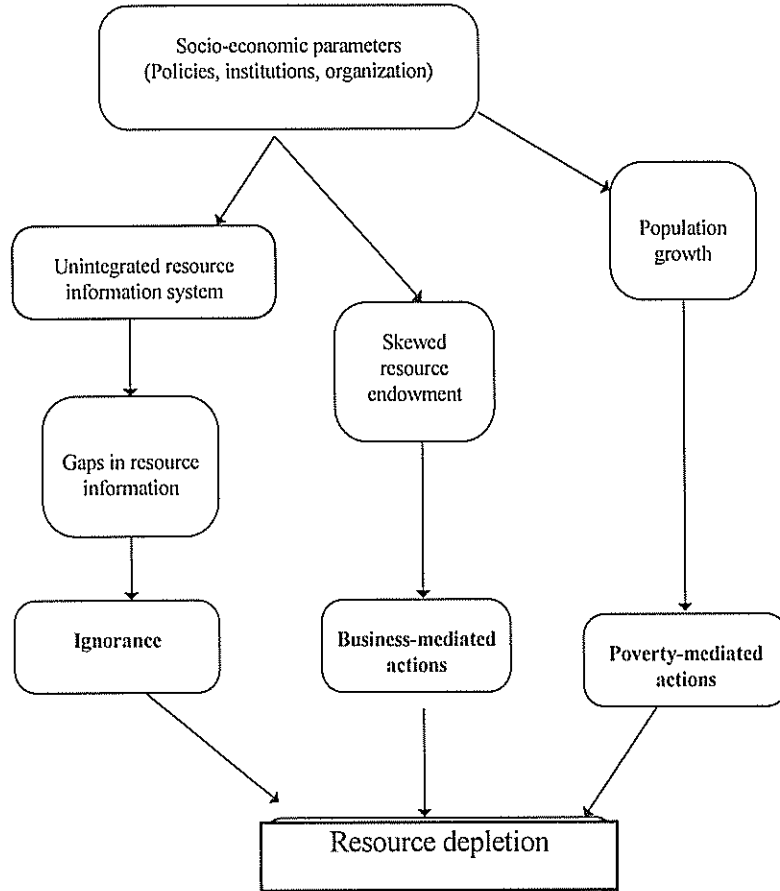 Socio-economic parameters
(Policies, institutions, organization)
Population
growth
Unintegrated resource
information system
Skewed
resource
endowment
Gaps in resource
information
Ignorance
Business-mediated
actions
Poverty-mediated
actions
Resource depletion